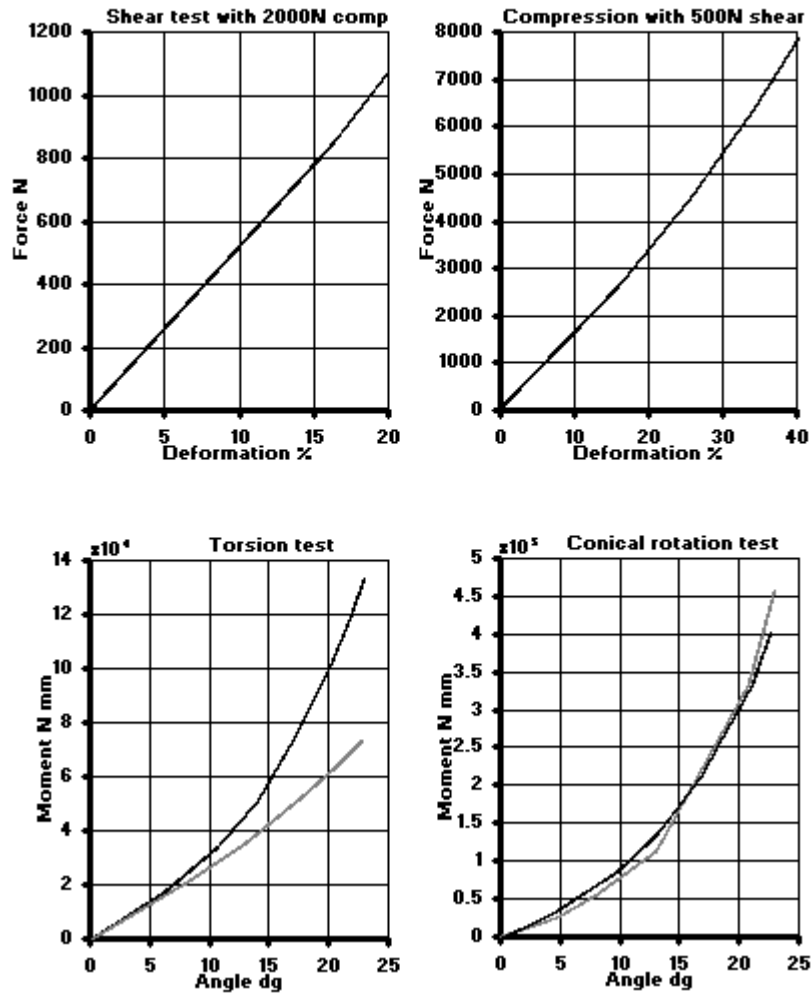 Shear test with 2000N comp
1200
1000
800
600
400
200
0
Force N
0 5 10 15 20
Deformation %
Compression with 500N shear
8000
7000
6000
5000
4000
3000
2000
1000
0
Force N
0 10 20 30 40
Deformation %
Torsion test
x10⁴
14
12
10
8
6
4
2
0
Moment N mm
0 5 10 15 20 25
Angle dg
Conical rotation test
x10⁵
5
4.5
4
3.5
3
2.5
2
1.5
1
0.5
0
Moment N mm
0 5 10 15 20 25
Angle dg